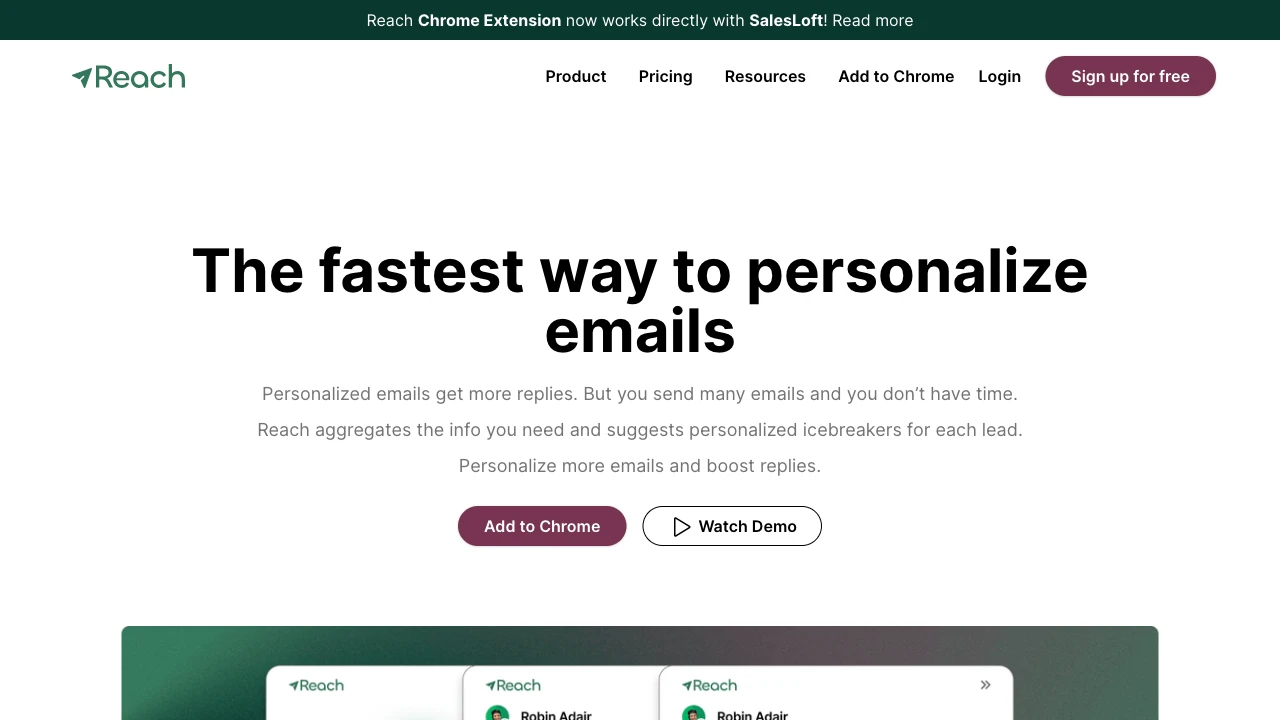 Reach Chrome Extension now works directly with SalesLoft! Read more
Reach
Product Pricing Resources Add to Chrome Login Sign up for free
The fastest way to personalize
emails
Personalized emails get more replies. But you send many emails and you don’t have time.
Reach aggregates the info you need and suggests personalized icebreakers for each lead.
Personalize more emails and boost replies.
Add to Chrome Watch Demo
Reach Reach Reach
Robin Adair Robin Adair